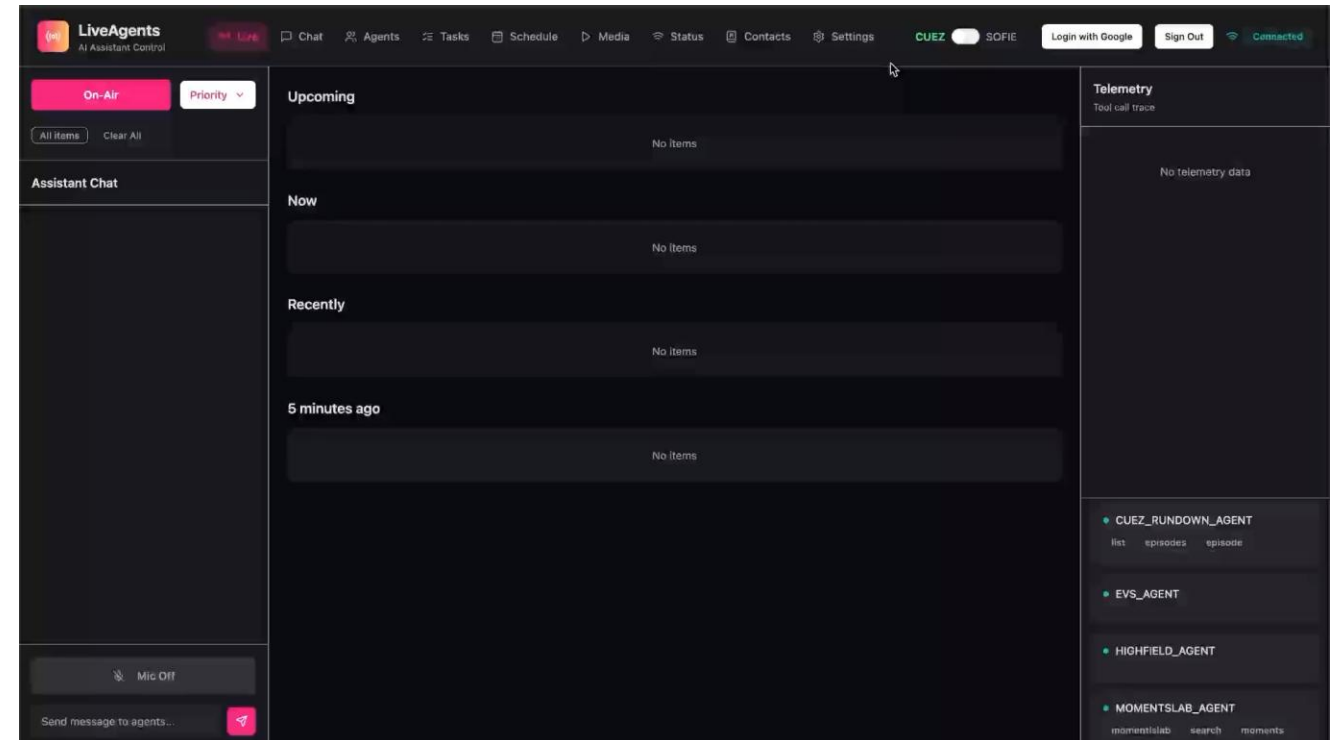 LiveAgents
AI Assistant Control
Live
Chat
Agents
Tasks
Schedule
Media
Status
Contacts
Settings
CUEZ
SOFIE
Login with Google
Sign Out
Connected
On-Air
Priority
All items
Clear All
Assistant Chat
Mic Off
Send message to agents...
Upcoming
No items
Now
No items
Recently
No items
5 minutes ago
No items
Telemetry
Tool call trace
No telemetry data
CUEZ_RUNDOWN_AGENT
list episodes episode
EVS_AGENT
HIGHFIELD_AGENT
MOMENTSLAB_AGENT
momentslab search moments